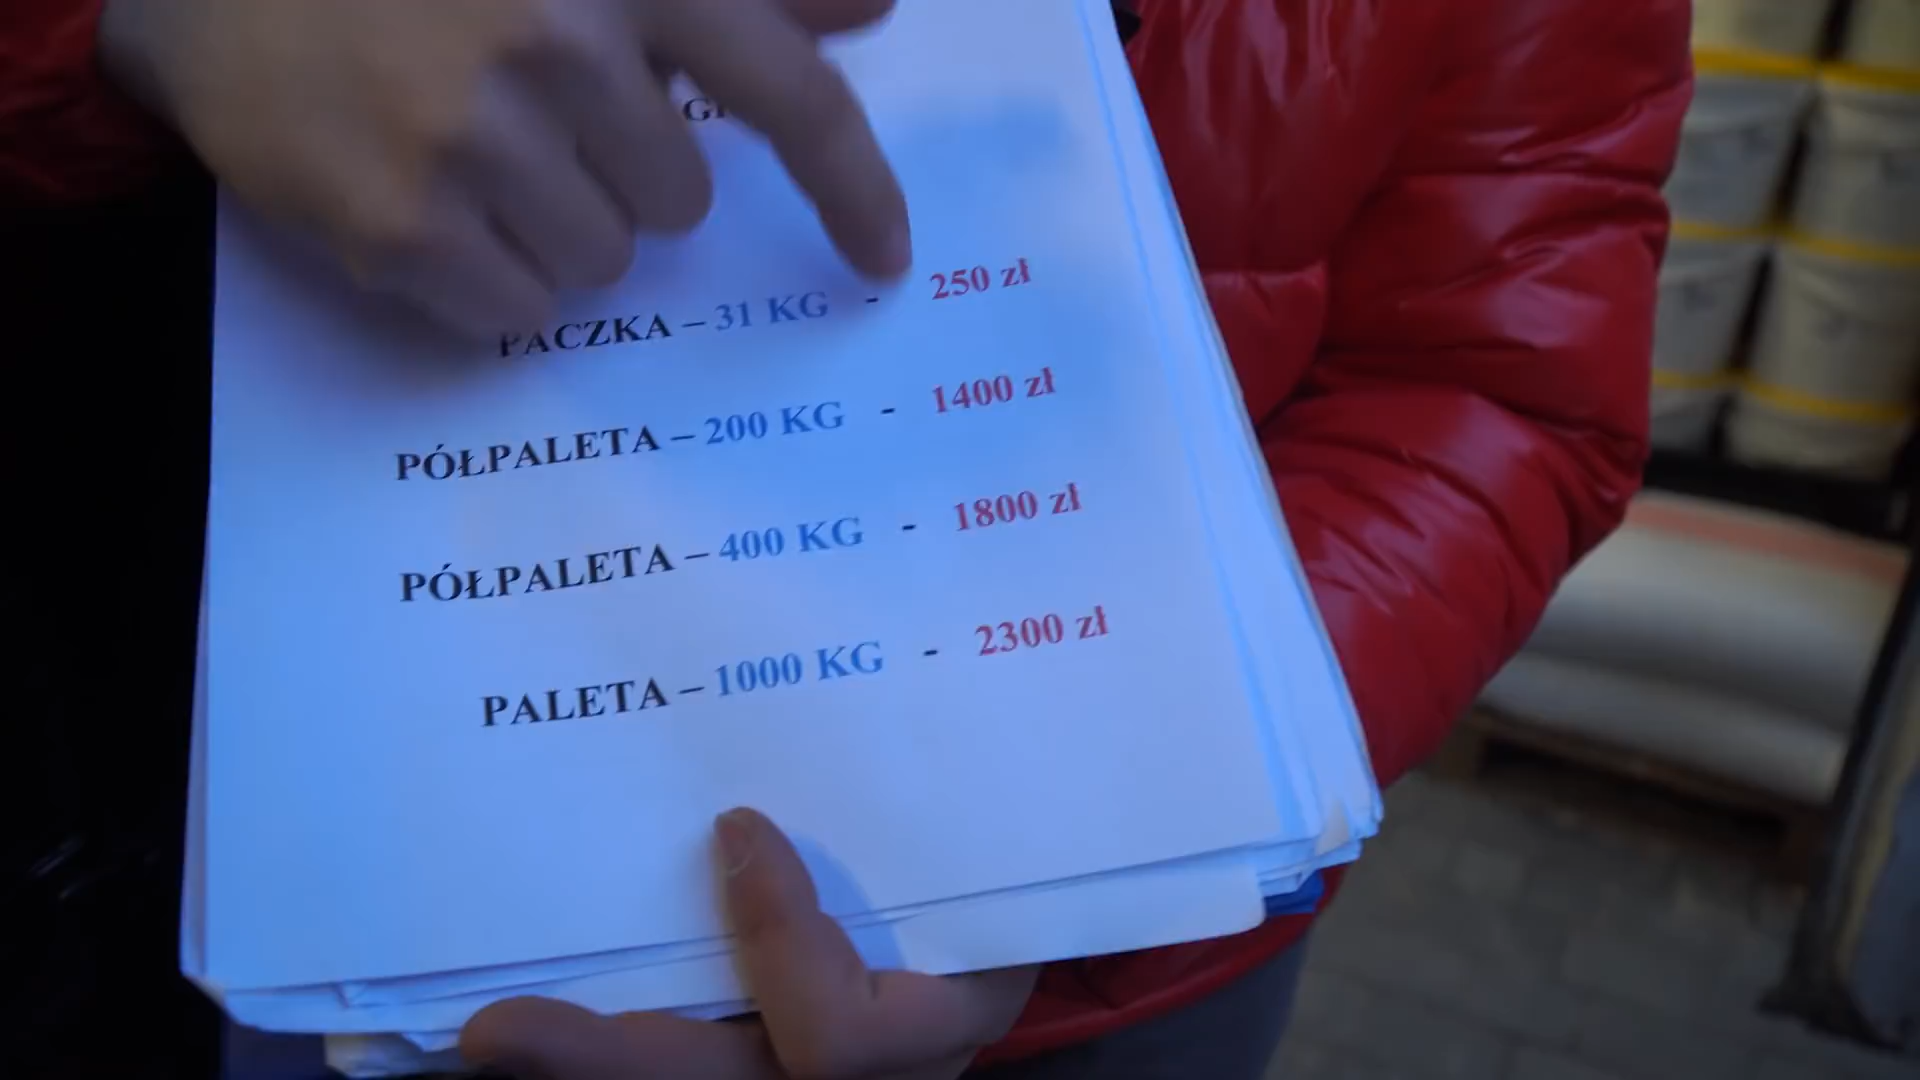 PACZKA – 31 KG - 250 zł
PÓŁPALETA – 200 KG - 1400 zł
PÓŁPALETA – 400 KG - 1800 zł
PALETA – 1000 KG - 2300 zł